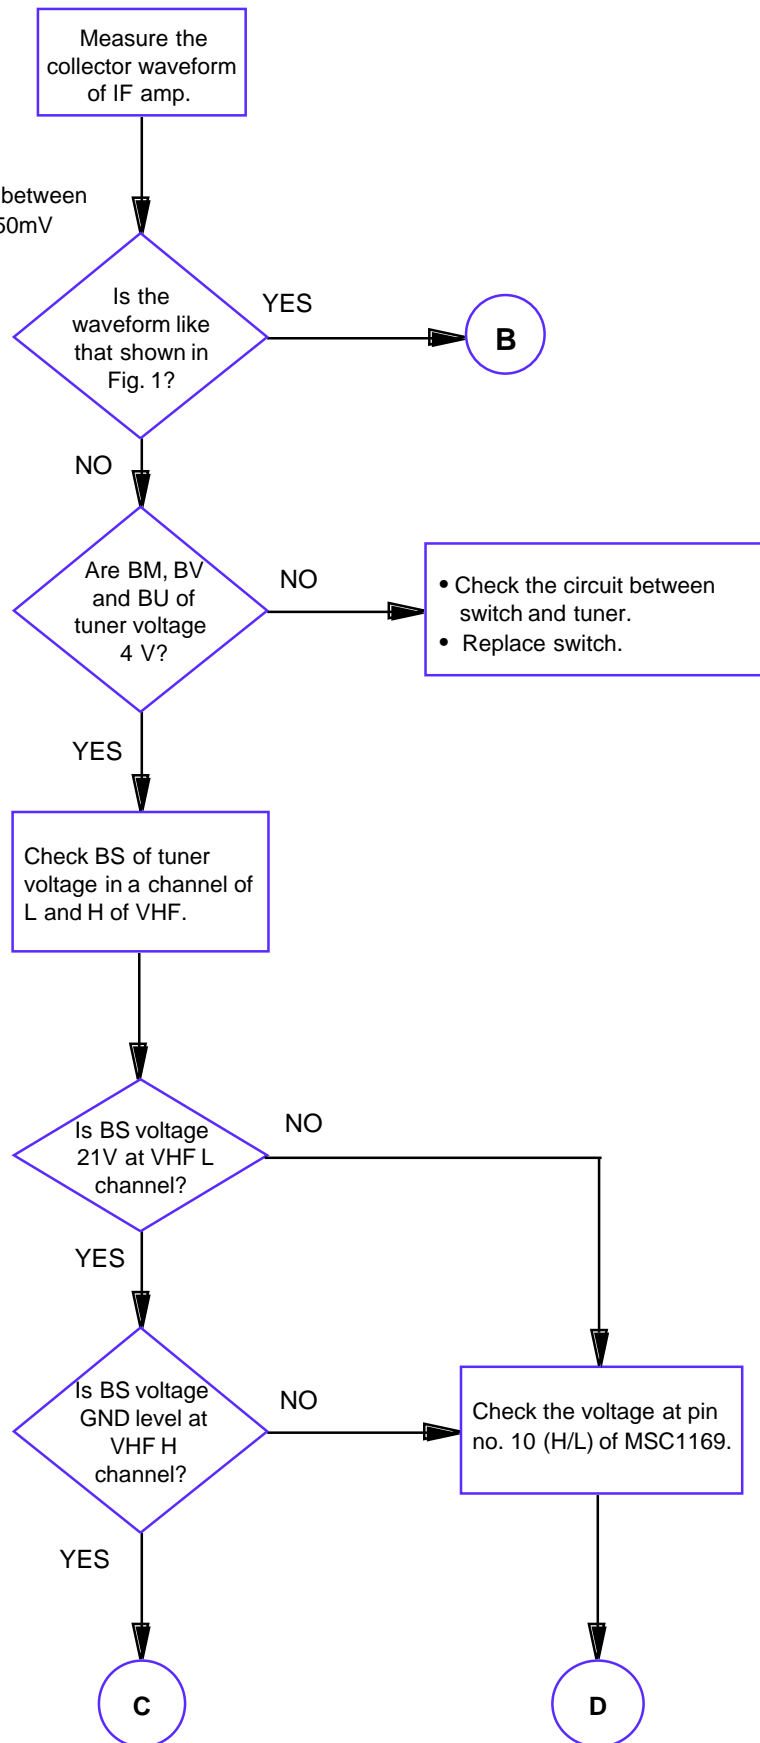 Measure the
collector waveform
of IF amp.
between
50mV
Is the
waveform like
that shown in
Fig. 1?
YES
B
NO
Are BM, BV
and BU of
tuner voltage
4 V?
NO
• Check the circuit between
switch and tuner.
• Replace switch.
YES
Check BS of tuner
voltage in a channel of
L and H of VHF.
Is BS voltage
21V at VHF L
channel?
NO
YES
Is BS voltage
GND level at
VHF H
channel?
NO
Check the voltage at pin
no. 10 (H/L) of MSC1169.
YES
C
D